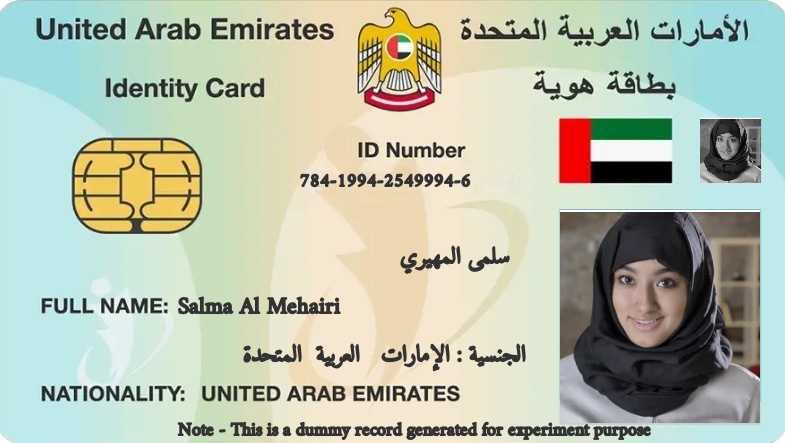 United Arab Emirates الأمارات العربية المتحدة
Identity Card بطاقة هوية
ID Number
784-1994-2549994-6
سلمى المهيري
FULL NAME: Salma Al Mehairi
الجنسية : الإمارات العربية المتحدة
NATIONALITY: UNITED ARAB EMIRATES
Note - This is a dummy record generated for experiment purpose